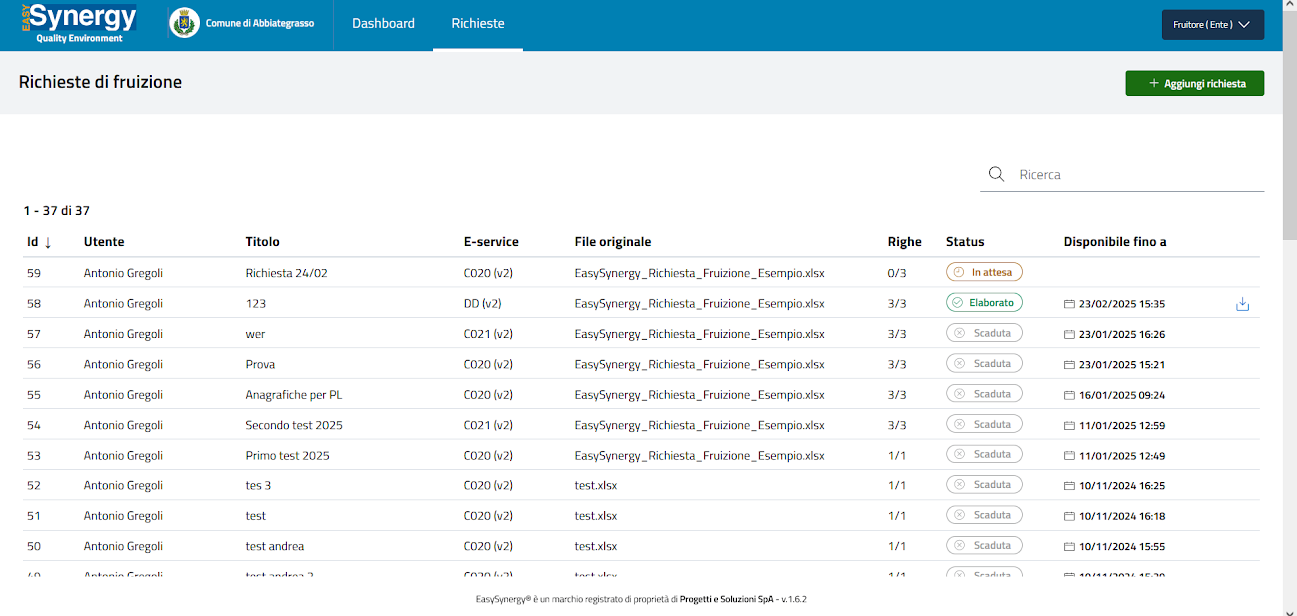 EASY Synergy
Quality Environment
Comune di Abbiategrasso
Dashboard
Richieste
Fruitore ( Ente )
Richieste di fruizione
+ Aggiungi richiesta
Ricerca
1 - 37 di 37
Id ↓ Utente Titolo E-service File originale Righe Status Disponibile fino a
59 Antonio Gregoli Richiesta 24/02 C020 (v2) EasySynergy_Richiesta_Fruizione_Esempio.xlsx 0/3 In attesa
58 Antonio Gregoli 123 DD (v2) EasySynergy_Richiesta_Fruizione_Esempio.xlsx 3/3 Elaborato 23/02/2025 15:35
57 Antonio Gregoli wer C021 (v2) EasySynergy_Richiesta_Fruizione_Esempio.xlsx 3/3 Scaduta 23/01/2025 16:26
56 Antonio Gregoli Prova C020 (v2) EasySynergy_Richiesta_Fruizione_Esempio.xlsx 3/3 Scaduta 23/01/2025 15:21
55 Antonio Gregoli Anagrafiche per PL C020 (v2) EasySynergy_Richiesta_Fruizione_Esempio.xlsx 3/3 Scaduta 16/01/2025 09:24
54 Antonio Gregoli Secondo test 2025 C021 (v2) EasySynergy_Richiesta_Fruizione_Esempio.xlsx 3/3 Scaduta 11/01/2025 12:59
53 Antonio Gregoli Primo test 2025 C020 (v2) EasySynergy_Richiesta_Fruizione_Esempio.xlsx 1/1 Scaduta 11/01/2025 12:49
52 Antonio Gregoli tes 3 C020 (v2) test.xlsx 1/1 Scaduta 10/11/2024 16:25
51 Antonio Gregoli test C020 (v2) test.xlsx 1/1 Scaduta 10/11/2024 16:18
50 Antonio Gregoli test andrea C020 (v2) test.xlsx 1/1 Scaduta 10/11/2024 15:55
49 Antonio Gregoli test andrea 2 C020 (v2) test.xlsx 1/1 Scaduta
EasySynergy® è un marchio registrato di proprietà di Progetti e Soluzioni SpA - v.1.6.2